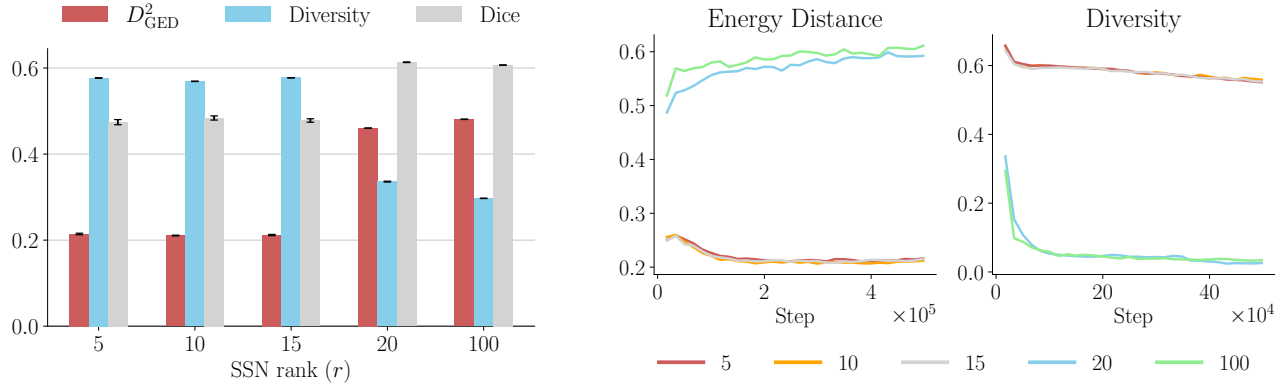 D²_GED Diversity Dice
0.6
0.4
0.2
0.0
5 10 15 20 100
SSN rank (r)
Energy Distance
0.6
0.5
0.4
0.3
0.2
0 2 4
Step ×10⁵
Diversity
0.6
0.4
0.2
0.0
0 20 40
Step ×10⁴
5 10 15 20 100